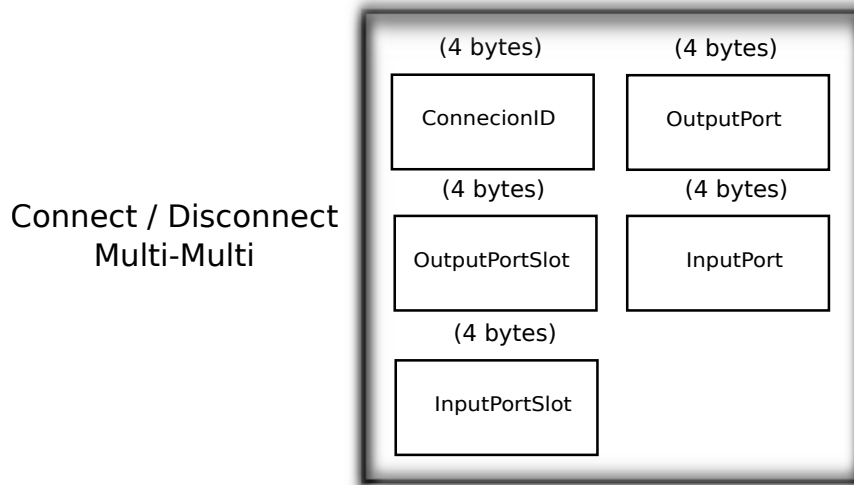 Connect / Disconnect
Multi-Multi
(4 bytes)
(4 bytes)
ConnecionID
OutputPort
(4 bytes)
(4 bytes)
OutputPortSlot
InputPort
(4 bytes)
InputPortSlot